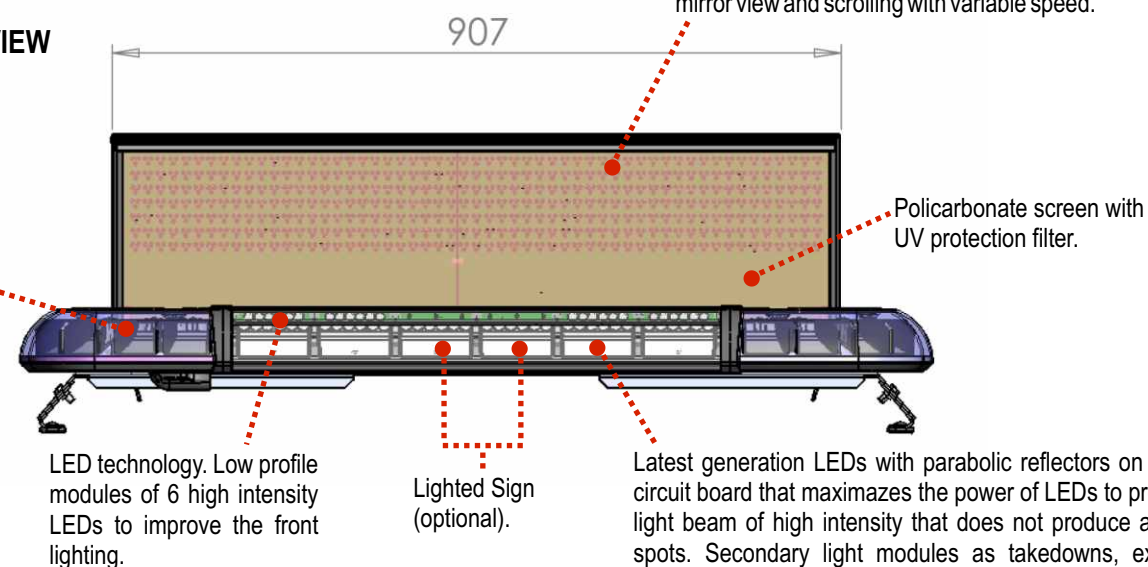 mirror view and scrolling with variable speed.
VIEW
907
Policarbonate screen with
UV protection filter.
LED technology. Low profile
modules of 6 high intensity
LEDs to improve the front
lighting.
Lighted Sign
(optional).
Latest generation LEDs with parabolic reflectors on
circuit board that maximazes the power of LEDs to
light beam of high intensity that does not produce
spots. Secondary light modules as takedowns,